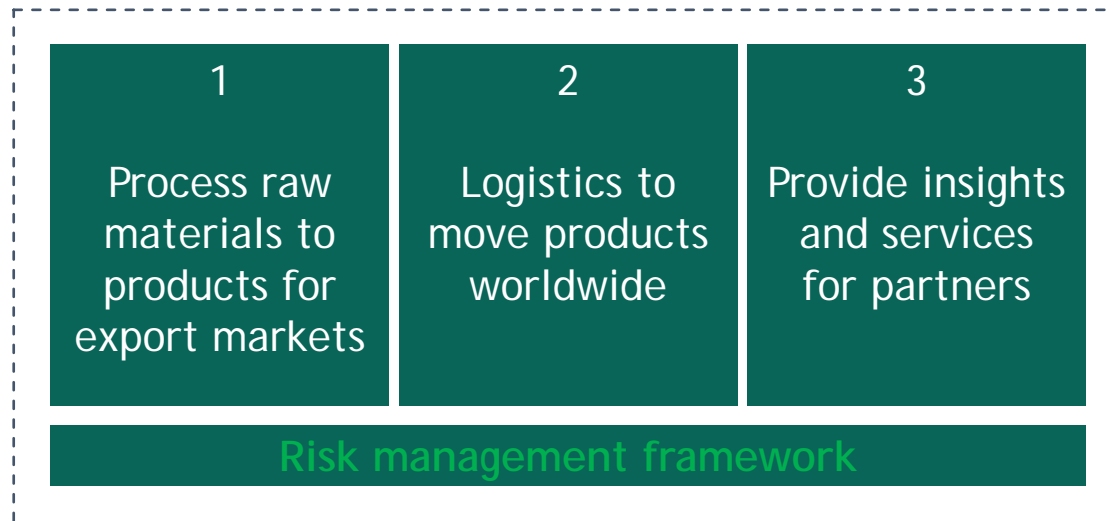 1
Process raw
materials to
products for
export markets
2
Logistics to
move products
worldwide
3
Provide insights
and services
for partners
Risk management framework